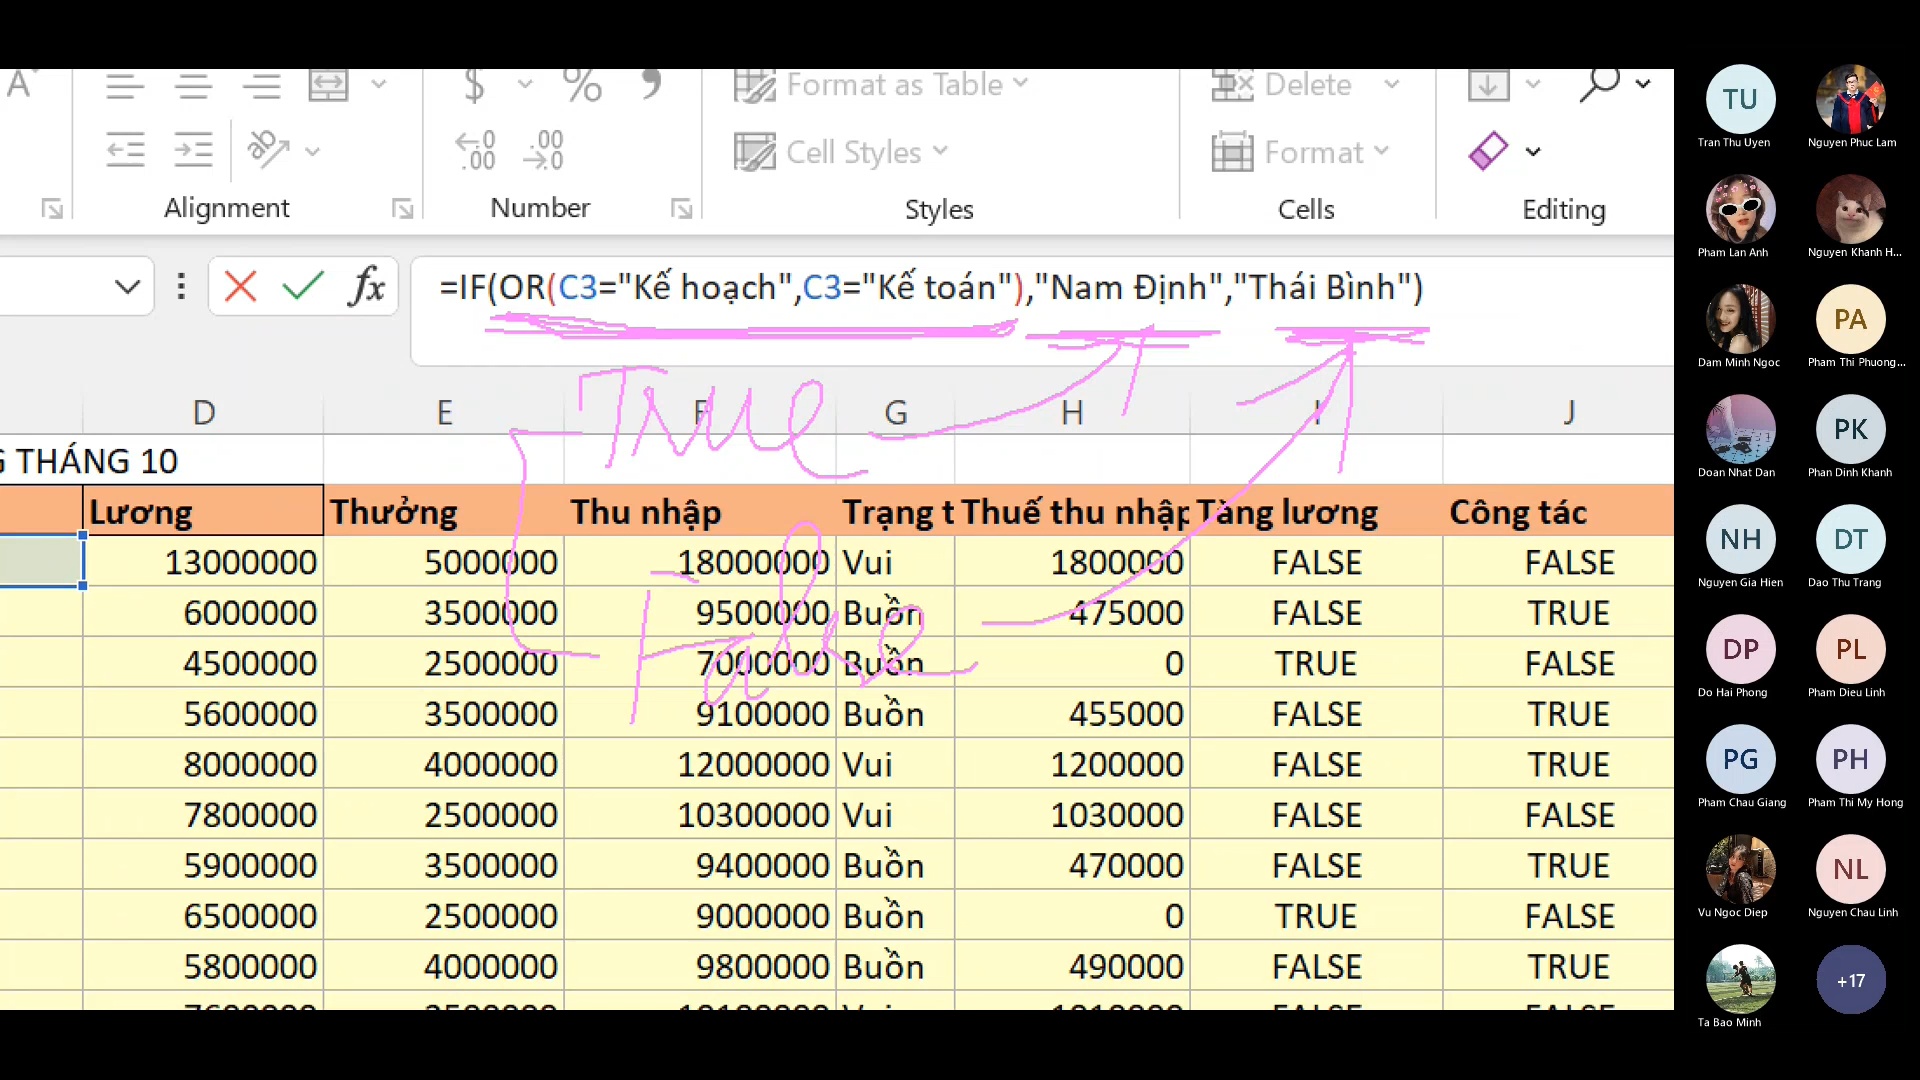 Format as Table
Delete
Cell Styles
Format
Alignment
Number
Styles
Cells
Editing
=IF(OR(C3="Kế hoạch",C3="Kế toán"),"Nam Định","Thái Bình")
True
False
D E F G H I J
G THÁNG 10
Lương Thưởng Thu nhập Trạng t Thuế thu nhập Tăng lương Công tác
13000000 5000000 18000000 Vui 1800000 FALSE FALSE
6000000 3500000 9500000 Buồn 475000 FALSE TRUE
4500000 2500000 7000000 Buồn 0 TRUE FALSE
5600000 3500000 9100000 Buồn 455000 FALSE TRUE
8000000 4000000 12000000 Vui 1200000 FALSE TRUE
7800000 2500000 10300000 Vui 1030000 FALSE FALSE
5900000 3500000 9400000 Buồn 470000 FALSE TRUE
6500000 2500000 9000000 Buồn 0 TRUE FALSE
5800000 4000000 9800000 Buồn 490000 FALSE TRUE
TU
Tran Thu Uyen
Nguyen Phuc Lam
Pham Lan Anh
Nguyen Khanh H...
PA
Dam Minh Ngoc
Pham Thi Phuong...
PK
Doan Nhat Dan
Phan Dinh Khanh
NH DT
Nguyen Gia Hien
Dao Thu Trang
DP PL
Do Hai Phong
Pham Dieu Linh
PG PH
Pham Chau Giang
Pham Thi My Hong
NL
Vu Ngoc Diep
Nguyen Chau Linh
+17
Ta Bao Minh